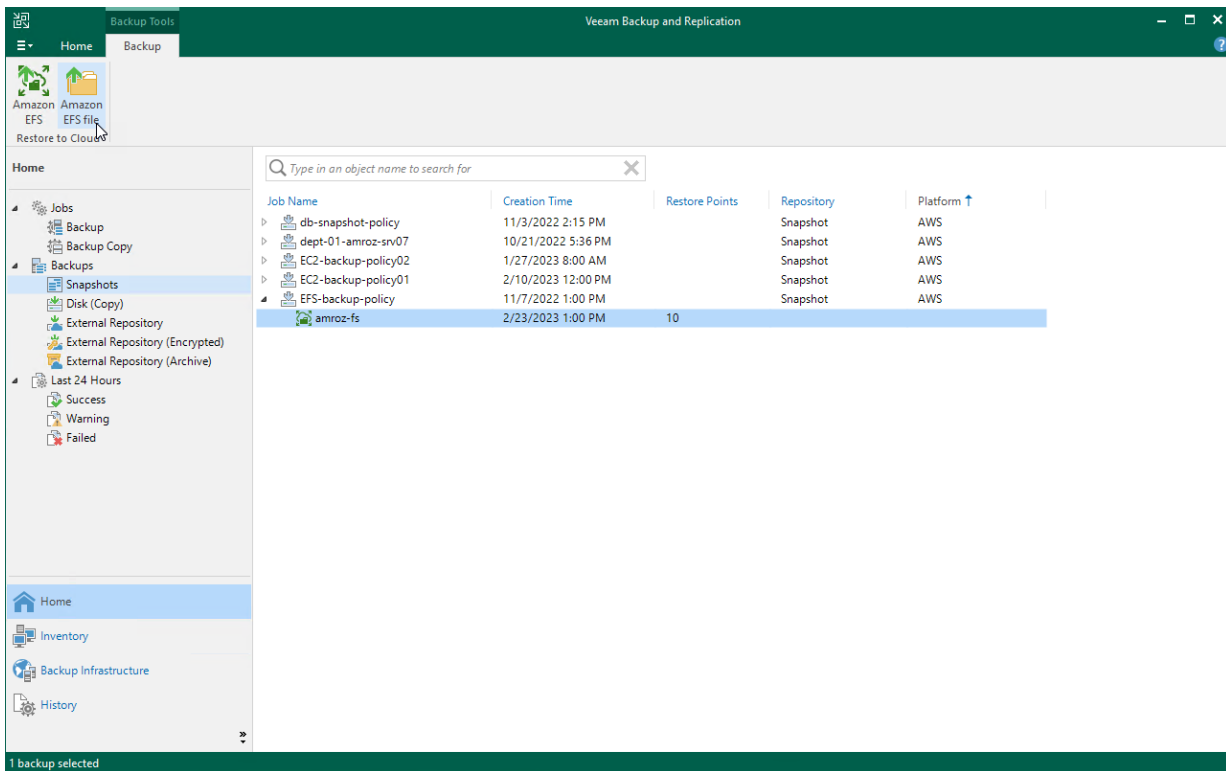 Backup Tools
Veeam Backup and Replication
Home Backup
Amazon EFS
Amazon EFS file
Restore to Cloud
Home
Type in an object name to search for
Jobs
Backup
Backup Copy
Backups
Snapshots
Disk (Copy)
External Repository
External Repository (Encrypted)
External Repository (Archive)
Last 24 Hours
Success
Warning
Failed
Job Name Creation Time Restore Points Repository Platform
db-snapshot-policy 11/3/2022 2:15 PM Snapshot AWS
dept-01-amroz-srv07 10/21/2022 5:36 PM Snapshot AWS
EC2-backup-policy02 1/27/2023 8:00 AM Snapshot AWS
EC2-backup-policy01 2/10/2023 12:00 PM Snapshot AWS
EFS-backup-policy 11/7/2022 1:00 PM Snapshot AWS
amroz-fs 2/23/2023 1:00 PM 10
Home
Inventory
Backup Infrastructure
History
1 backup selected